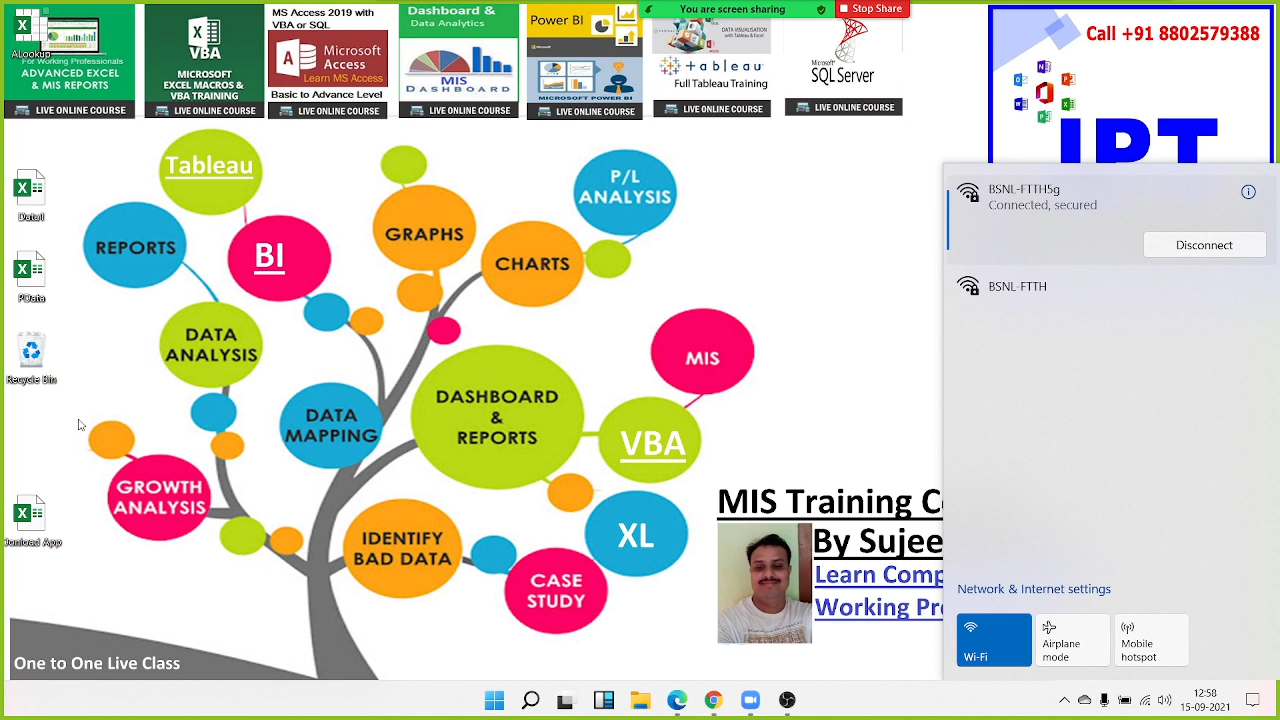 You are screen sharing
Stop Share
ALookup
For Working Professionals
ADVANCED EXCEL
& MIS REPORTS
LIVE ONLINE COURSE
VBA
MICROSOFT
EXCEL MACROS &
VBA TRAINING
LIVE ONLINE COURSE
MS Access 2019 with
VBA or SQL
Microsoft
Access
Learn MS Access
Basic to Advance Level
LIVE ONLINE COURSE
Dashboard &
Data Analytics
MIS
DASHBOARD
LIVE ONLINE COURSE
Power BI
Microsoft
MICROSOFT POWER BI
LIVE ONLINE COURSE
DATA VISUALISATION
with Tableau & Excel
tableau
Full Tableau Training
LIVE ONLINE COURSE
Microsoft
SQL Server
LIVE ONLINE COURSE
Call +91 8802579388
IPT
Tableau
REPORTS
BI
GRAPHS
P/L
ANALYSIS
CHARTS
DATA
ANALYSIS
MIS
DATA
MAPPING
DASHBOARD
&
REPORTS
VBA
GROWTH
ANALYSIS
IDENTIFY
BAD DATA
XL
CASE
STUDY
PData
Recycle Bin
MIS Training C
By Sujee
Learn Comp
Working Pr
One to One Live Class
BSNL-FTTH5g
Connected, secured
Disconnect
BSNL-FTTH
Network & Internet settings
Wi-Fi
Airplane
mode
Mobile
hotspot
12:58
15-09-2021